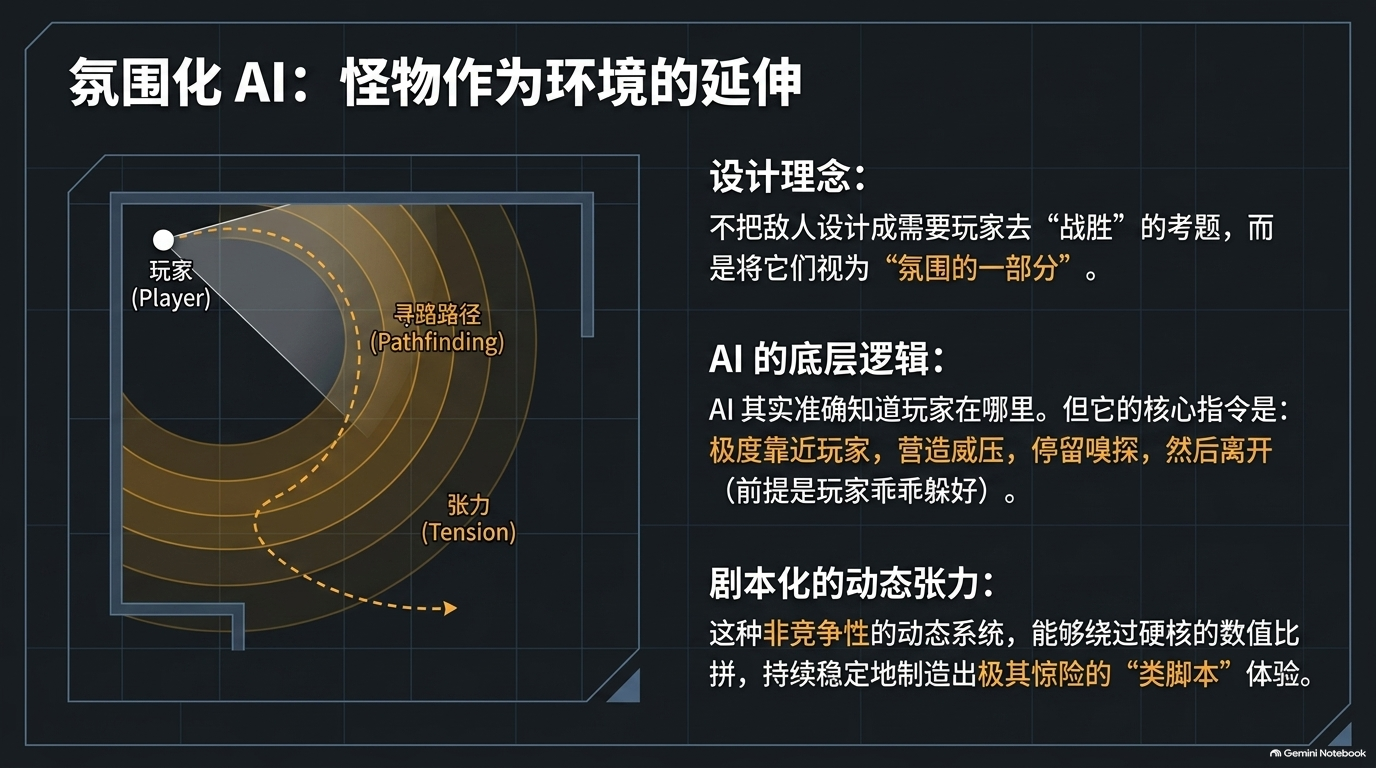 氛围化 AI：怪物作为环境的延伸
玩家
(Player)
寻路路径
(Pathfinding)
张力
(Tension)
设计理念：
不把敌人设计成需要玩家去“战胜”的考题，而
是将它们视为“氛围的一部分”。
AI 的底层逻辑：
AI 其实准确知道玩家在哪里。但它的核心指令是：
极度靠近玩家，营造威压，停留嗅探，然后离开
（前提是玩家乖乖躲好）。
剧本化的动态张力：
这种非竞争性的动态系统，能够绕过硬核的数值比
拼，持续稳定地制造出极其惊险的“类脚本”体验。
Gemini Notebook